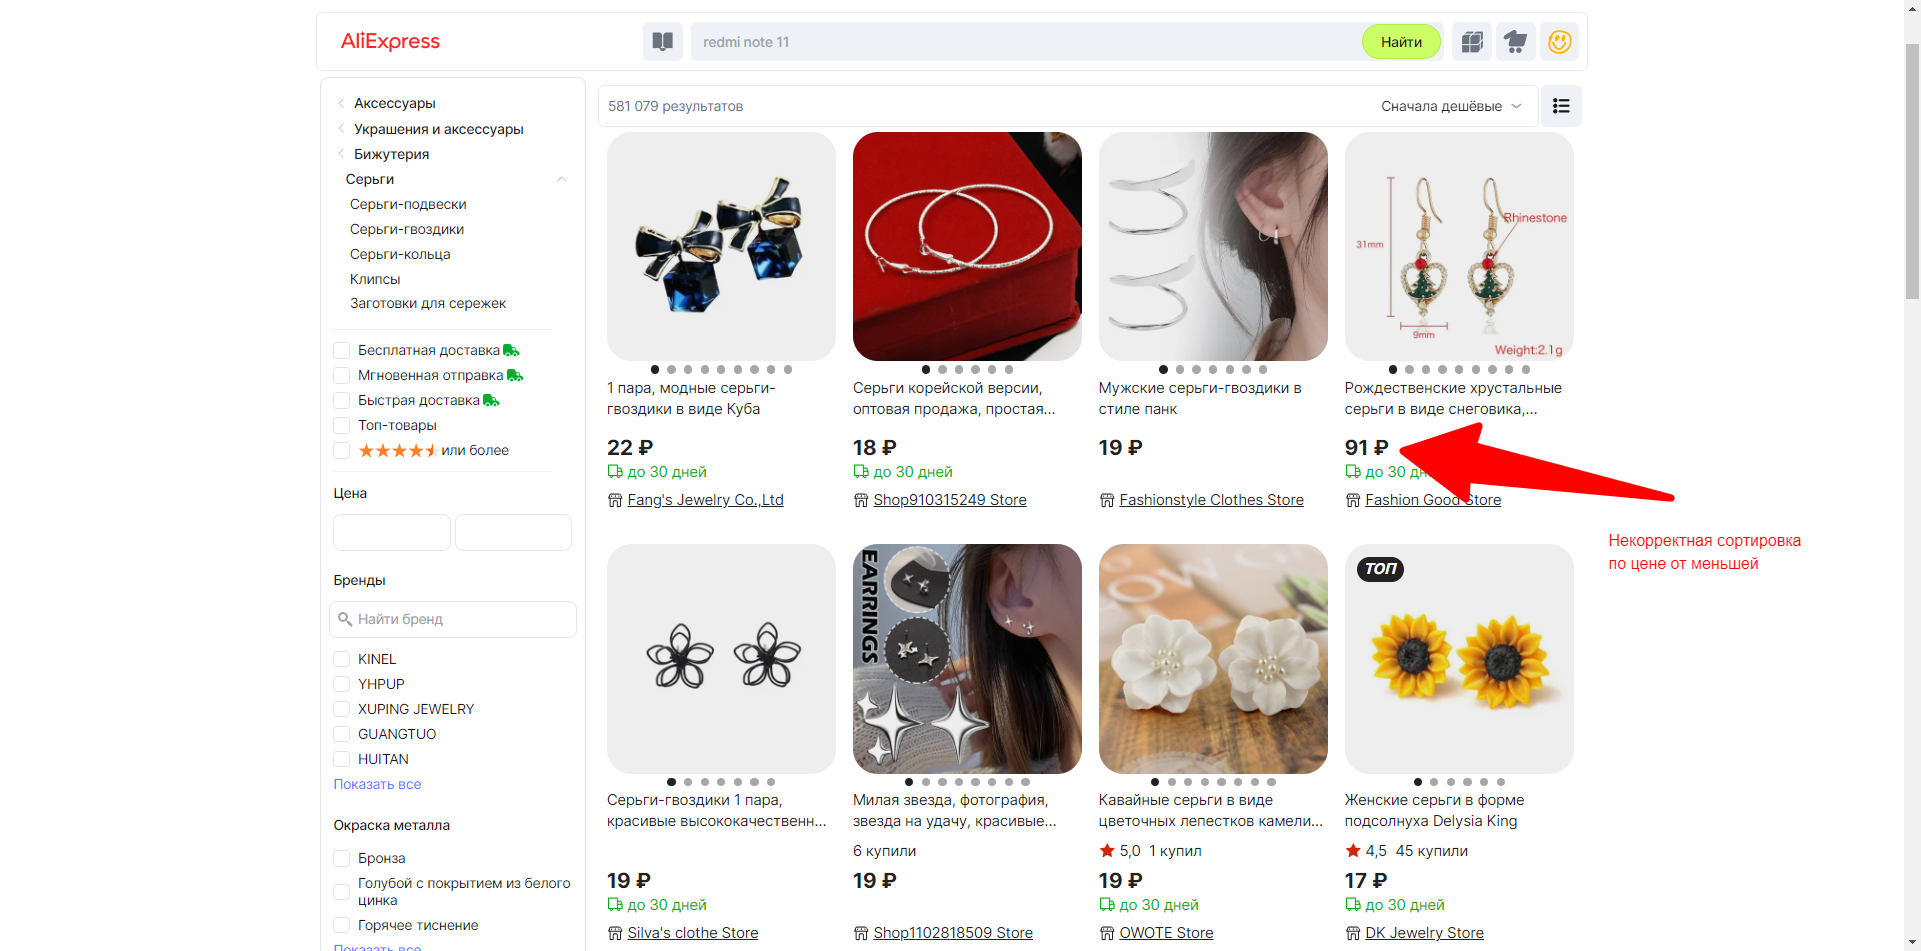 AliExpress
redmi note 11
Найти
Аксессуары
Украшения и аксессуары
Бижутерия
Серьги
Серьги-подвески
Серьги-гвоздики
Серьги-кольца
Клипсы
Заготовки для сережек
Бесплатная доставка
Мгновенная отправка
Быстрая доставка
Топ-товары
или более
Цена
Бренды
Найти бренд
KINEL
YHPUP
XUPING JEWELRY
GUANGTUO
HUITAN
Показать все
Окраска металла
Бронза
Голубой с покрытием из белого
цинка
Горячее тиснение
Показать все
581 079 результатов
Сначала дешёвые
1 пара, модные серьги-
гвоздики в виде Куба
22 ₽
до 30 дней
Fang's Jewelry Co.,Ltd
Серьги корейской версии,
оптовая продажа, простая...
18 ₽
до 30 дней
Shop910315249 Store
Мужские серьги-гвоздики в
стиле панк
19 ₽
Fashionstyle Clothes Store
Rhinestone
31mm
9mm
Weight:2.1g
Рождественские хрустальные
серьги в виде снеговика,...
91 ₽
до 30 дн
Fashion Good Store
Некорректная сортировка
по цене от меньшей
Серьги-гвоздики 1 пара,
красивые высококачественн...
19 ₽
до 30 дней
Silva's clothe Store
EARRINGS
Милая звезда, фотография,
звезда на удачу, красивые...
6 купили
19 ₽
Shop1102818509 Store
Кавайные серьги в виде
цветочных лепестков камели...
5,0 1 купил
19 ₽
до 30 дней
OWOTE Store
ТОП
Женские серьги в форме
подсолнуха Delysia King
4,5 45 купили
17 ₽
до 30 дней
DK Jewelry Store